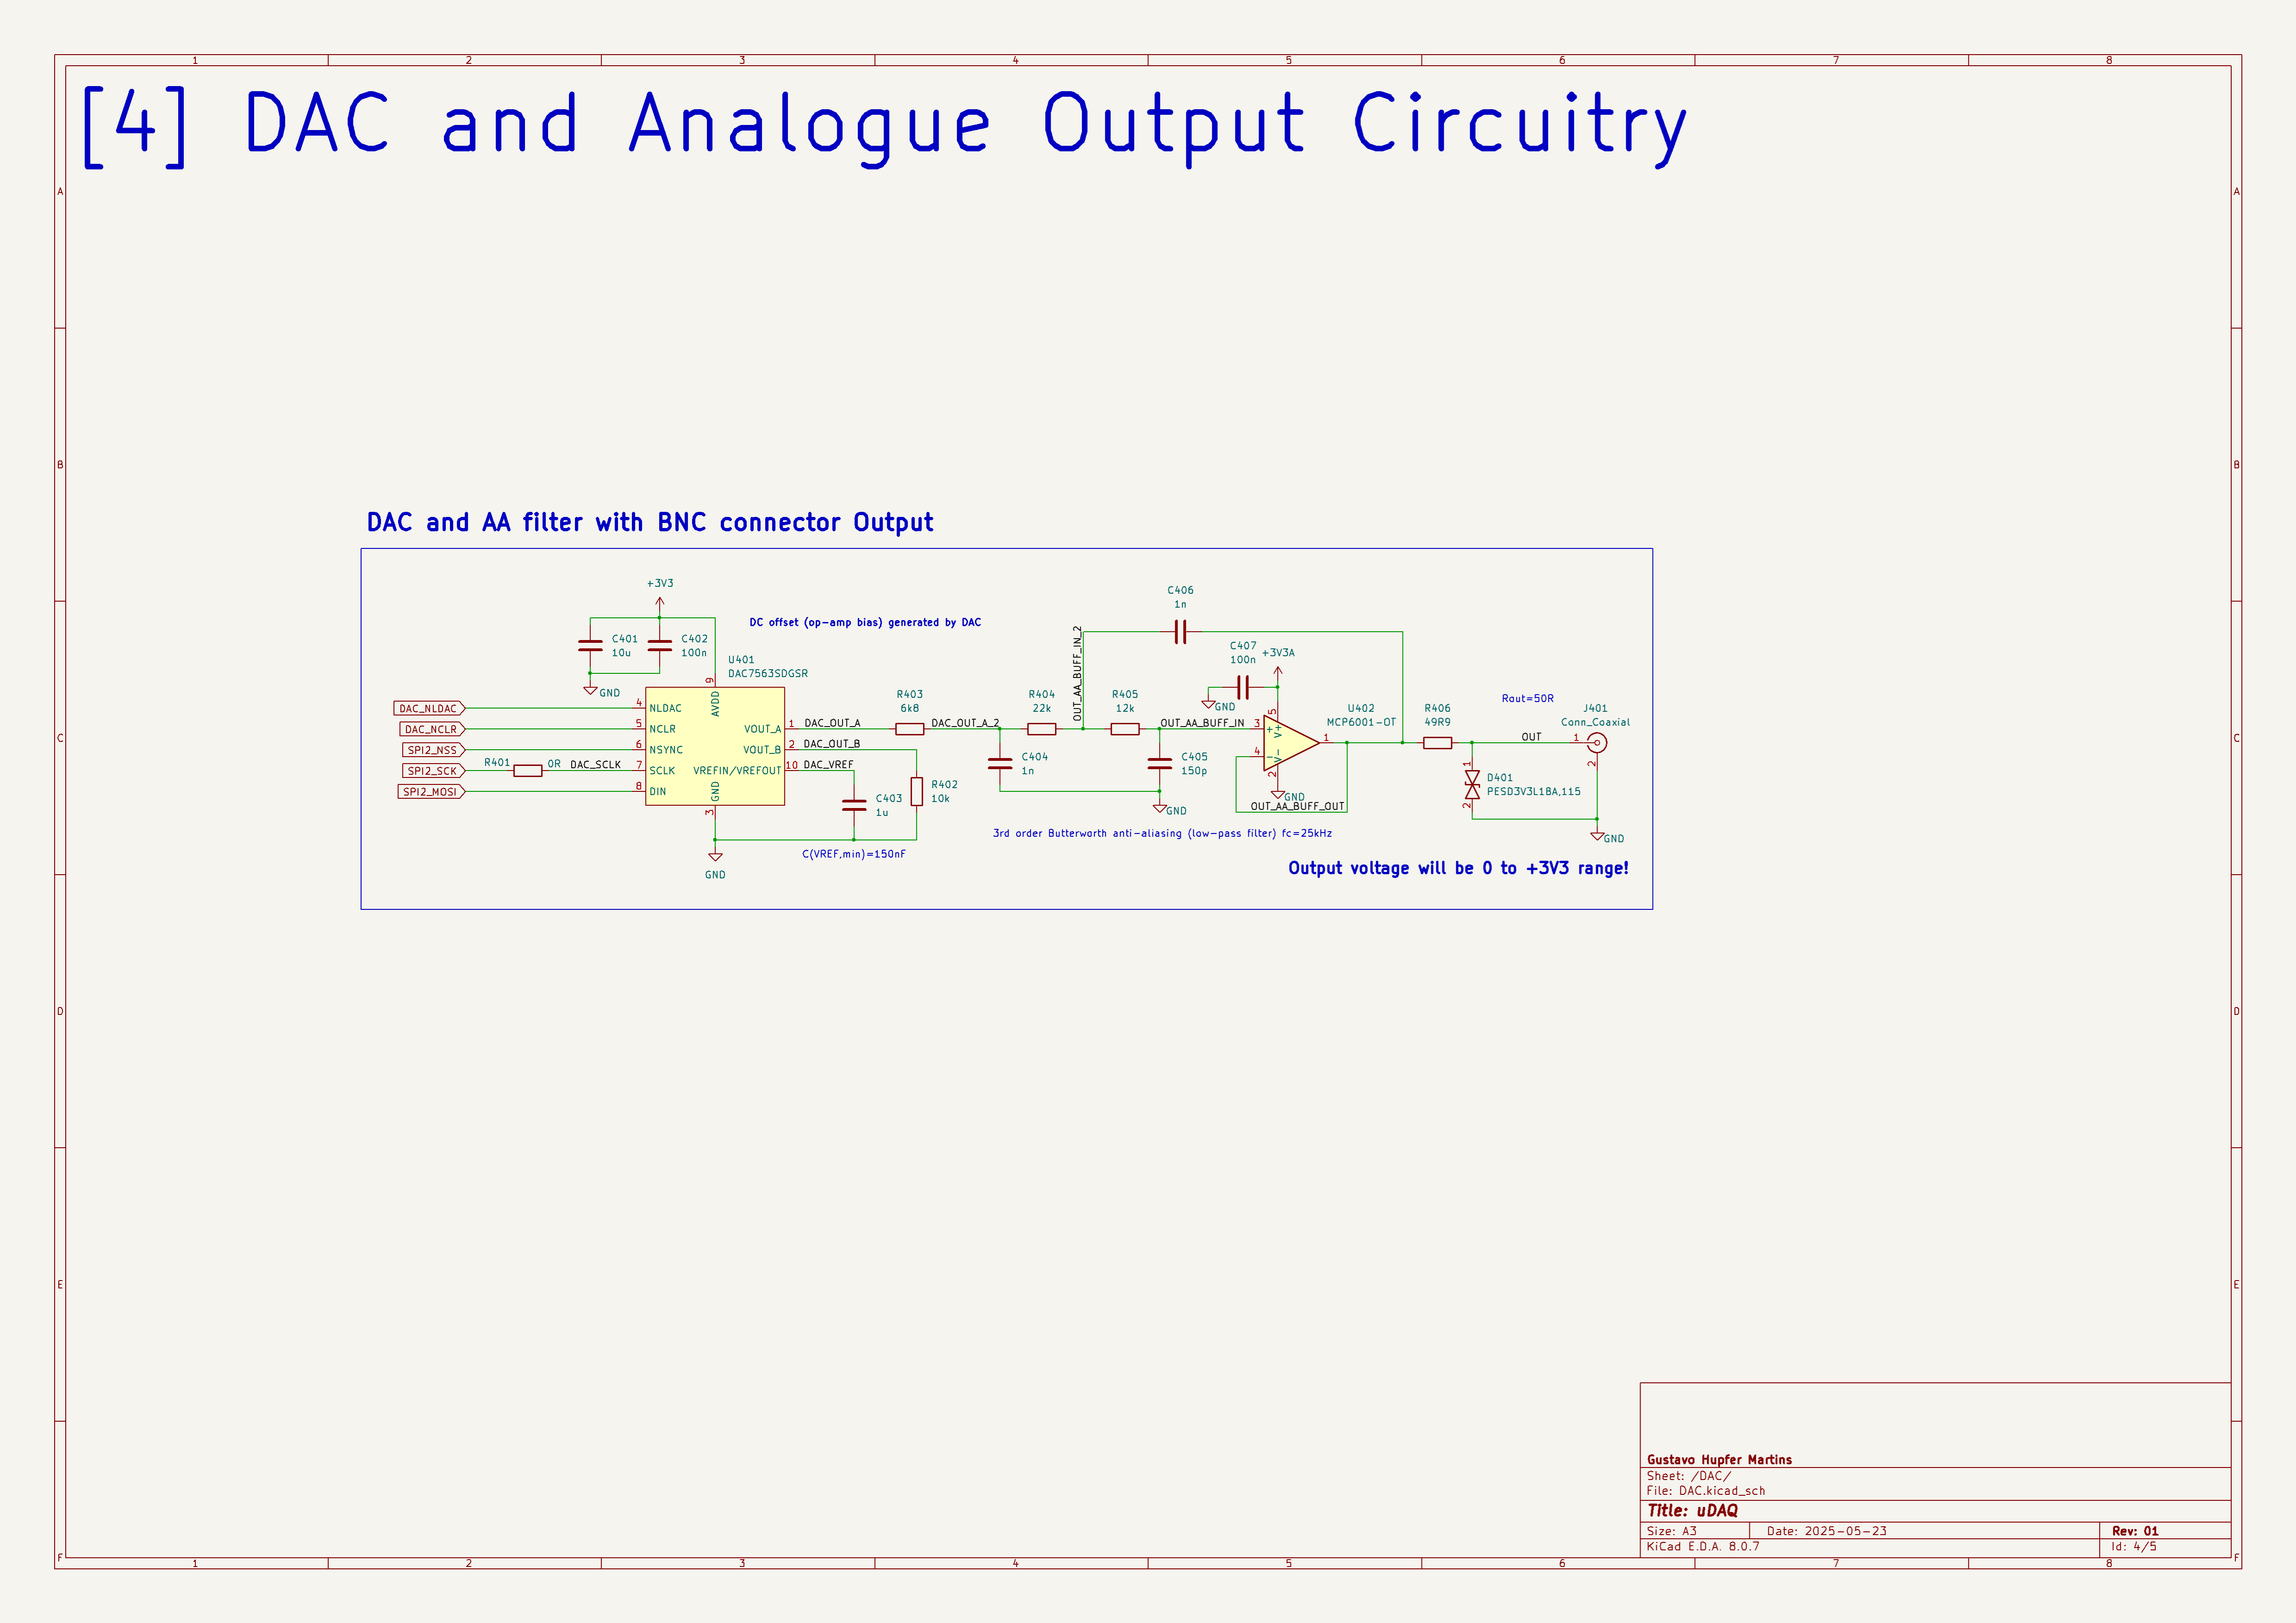 1 2 3 4 5 6 7 8
[4] DAC and Analogue Output Circuitry
A A
B B
DAC and AA filter with BNC connector Output
+3V3
C406
1n
DC offset (op-amp bias) generated by DAC
OUT_AA_BUFF_IN_2
C401
10u
C402
100n
C407
100n
+3V3A
U401
DAC7563SDGSR
GND
9
AVDD
R403
6k8
R404
22k
R405
12k
GND
5
V+
Rout=50R
DAC_NLDAC 4 NLDAC
U402
MCP6001-OT
R406
49R9
J401
Conn_Coaxial
DAC_NCLR 5 NCLR VOUT_A 1 DAC_OUT_A DAC_OUT_A_2 OUT_AA_BUFF_IN 3 +
C C
SPI2_NSS 6 NSYNC VOUT_B 2 DAC_OUT_B
1 OUT 1
SPI2_SCK R401 0R DAC_SCLK 7 SCLK VREFIN/VREFOUT 10 DAC_VREF
C404
1n
C405
150p
4 - V- 2
1 2
2
D401
PESD3V3L1BA,115
SPI2_MOSI 8 DIN GND 3
R402
10k
C403
1u
GND
OUT_AA_BUFF_OUT
GND
3rd order Butterworth anti-aliasing (low-pass filter) fc=25kHz
GND
C(VREF,min)=150nF
GND
Output voltage will be 0 to +3V3 range!
D D
E E
Gustavo Hupfer Martins
Sheet: /DAC/
File: DAC.kicad_sch
Title: uDAQ
Size: A3 Date: 2025-05-23 Rev: 01
KiCad E.D.A. 8.0.7 Id: 4/5
F F
1 2 3 4 5 6 7 8